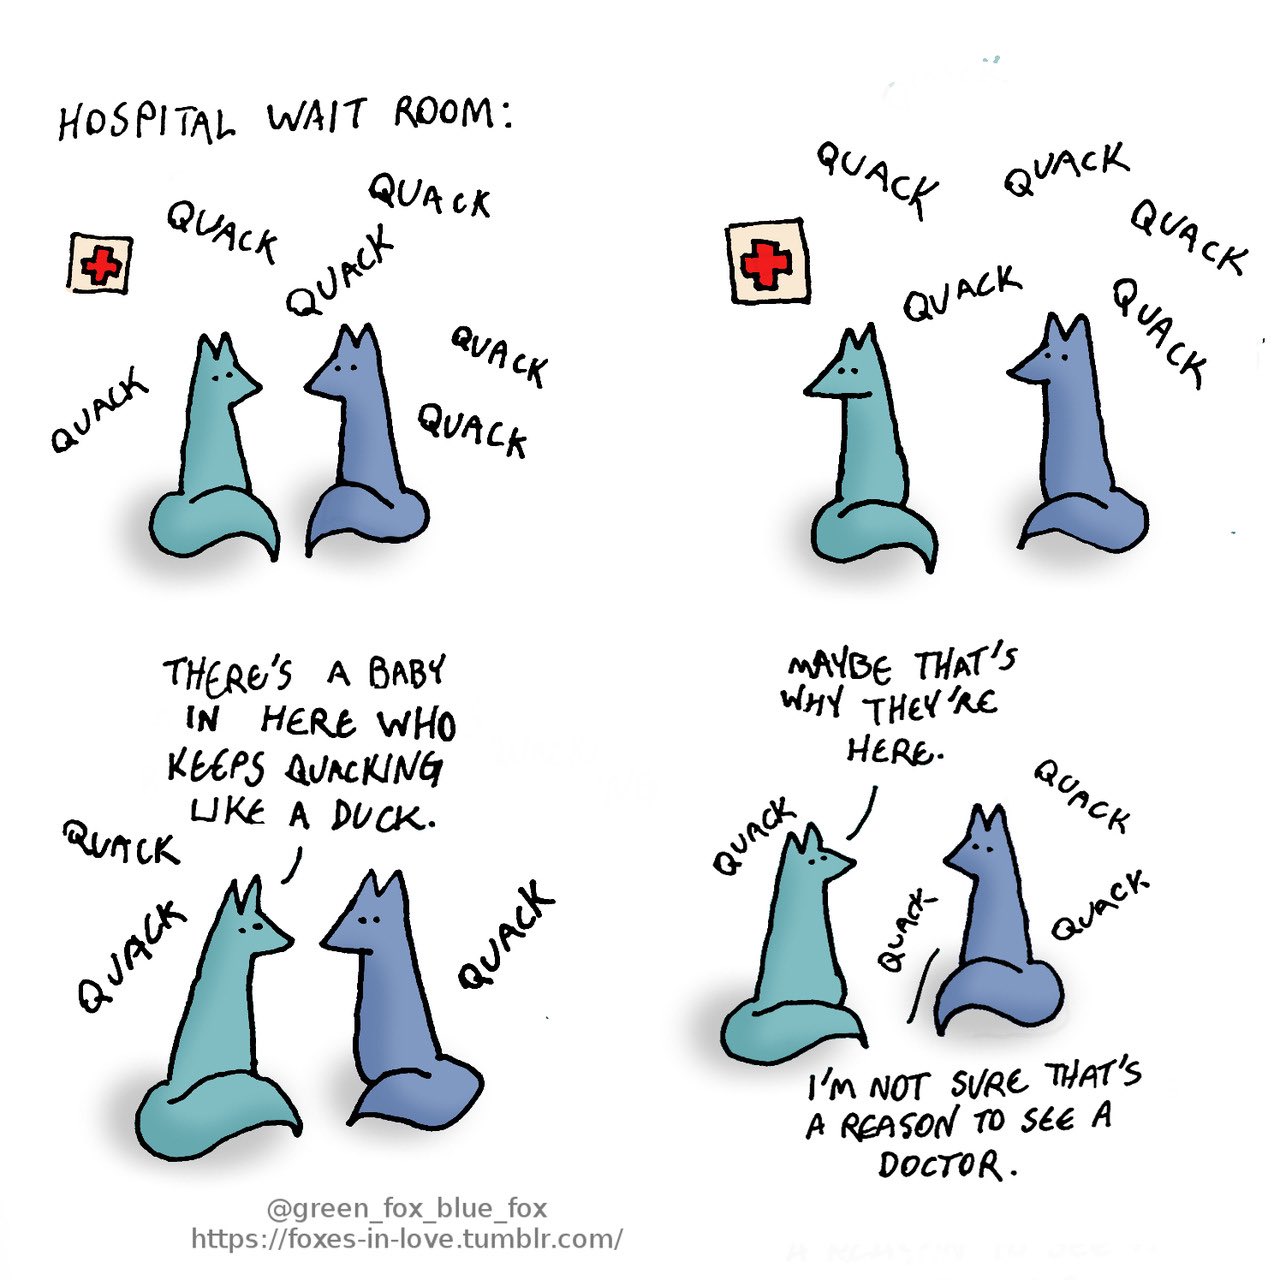 HOSPITAL WAIT ROOM:
QUACK
QUACK
QUACK
QUACK
QUACK
QUACK
QUACK
QUACK
QUACK
QUACK
QUACK
THERE'S A BABY
IN HERE WHO
KEEPS QUACKING
LIKE A DUCK.
QUACK
QUACK
QUACK
MAYBE THAT'S
WHY THEY'RE
HERE.
QUACK
QUACK
QUACK
QUACK
I'M NOT SURE THAT'S
A REASON TO SEE A
DOCTOR.
@green_fox_blue_fox
https://foxes-in-love.tumblr.com/